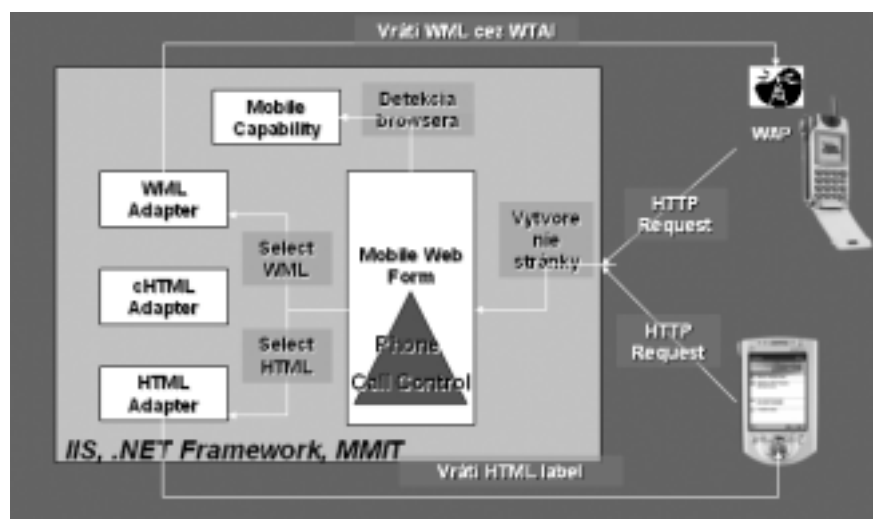 Vráti WML cez WTAI
Mobile
Capability
Detekcia
browsera
WAP
WML
Adapter
HTTP
Request
Vytvore
nie
stránky
Select
WML
Mobile Web
Form
cHTML
Adapter
Phone
Call Control
Select
HTML
HTTP
Request
HTML
Adapter
IIS, .NET Framework, MMIT
Vráti HTML label